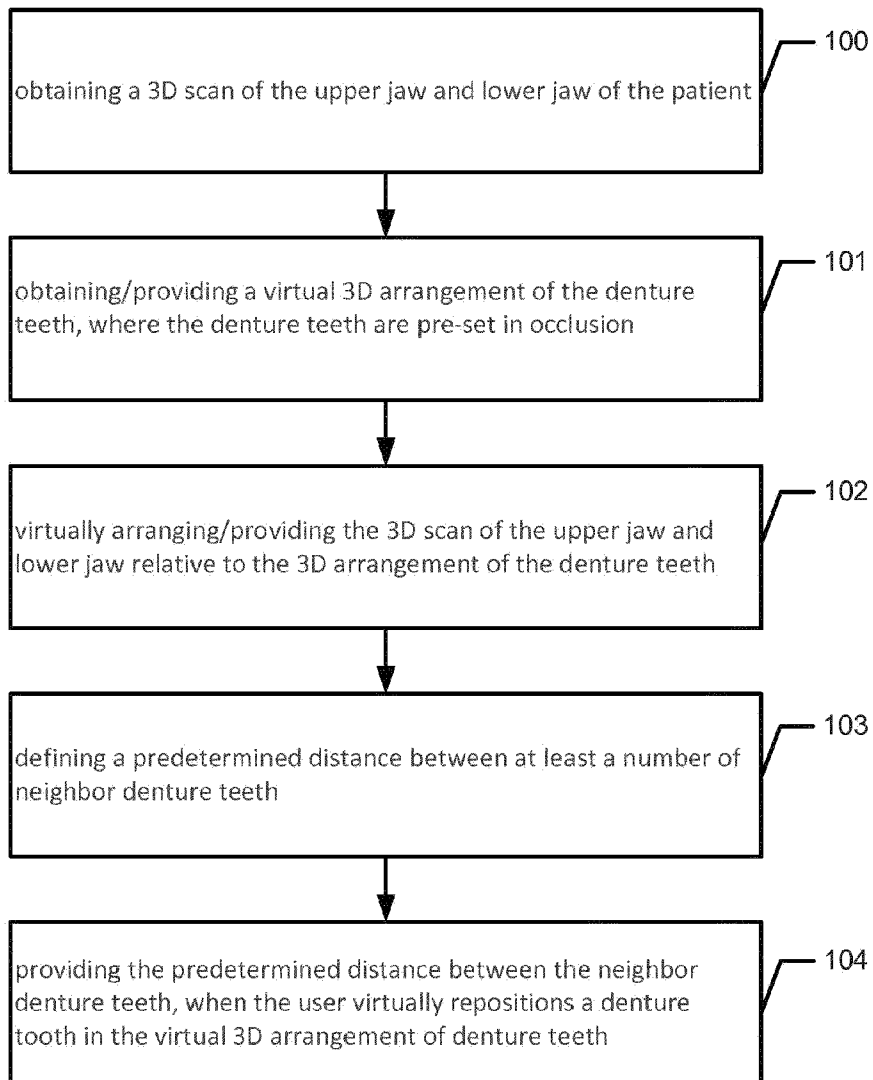 100
obtaining a 3D scan of the upper jaw and lower jaw of the patient
101
obtaining/providing a virtual 3D arrangement of the denture
teeth, where the denture teeth are pre-set in occlusion
102
virtually arranging/providing the 3D scan of the upper jaw and
lower jaw relative to the 3D arrangement of the denture teeth
103
defining a predetermined distance between at least a number of
neighbor denture teeth
104
providing the predetermined distance between the neighbor
denture teeth, when the user virtually repositions a denture
tooth in the virtual 3D arrangement of denture teeth